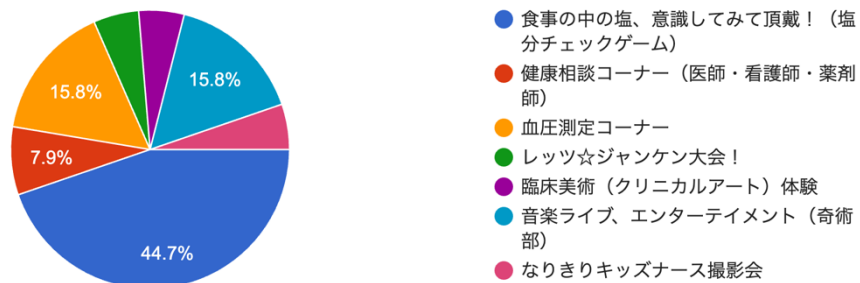 15.8%
15.8%
7.9%
44.7%
食事の中の塩、意識してみて頂戴！（塩
分チェックゲーム）
健康相談コーナー（医師・看護師・薬剤
師）
血圧測定コーナー
レッツ☆ジャンケン大会！
臨床美術（クリニカルアート）体験
音楽ライブ、エンターテイメント（奇術
部）
なりきりキッズナース撮影会